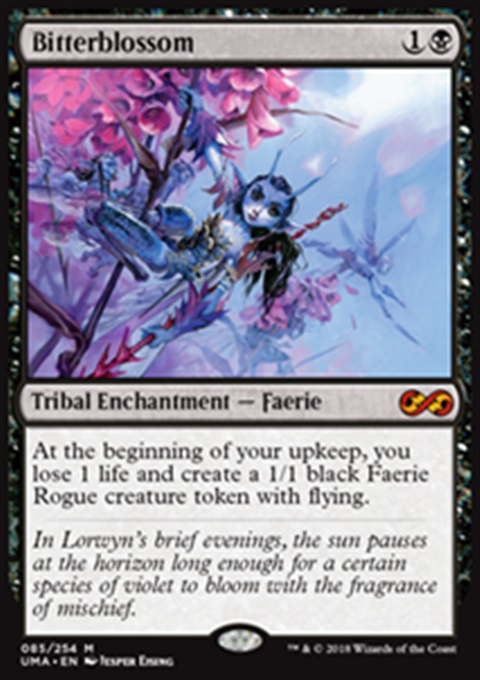 Bitterblossom 1
Tribal Enchantment — Faerie
At the beginning of your upkeep, you
lose 1 life and create a 1/1 black Faerie
Rogue creature token with flying.
In Lorwyn's brief evenings, the sun pauses
at the horizon long enough for a certain
species of violet to bloom with the fragrance
of mischief.
085/254 M
UMA • EN Jesper Ejsing
™ & © 2018 Wizards of the Coast